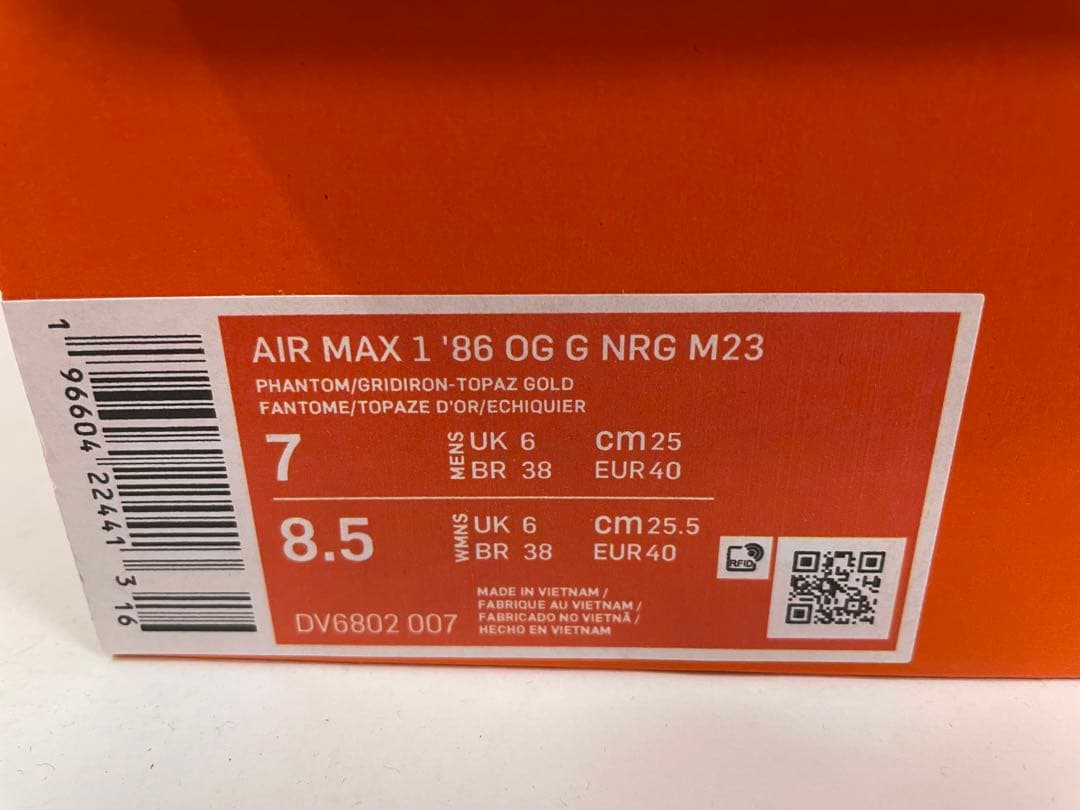 AIR MAX 1 '86 OG G NRG M23
PHANTOM/GRIDIRON-TOPAZ GOLD
FANTOME/TOPAZE D'OR/ECHIQUIER
7 MENS UK 6 cm 25
BR 38 EUR 40
8.5 WMNS UK 6 cm 25.5
BR 38 EUR 40
RFID
DV6802 007
MADE IN VIETNAM /
FABRIQUE AU VIETNAM /
FABRICADO NO VIETNÃ /
HECHO EN VIETNAM
1 96604 22441 3 16